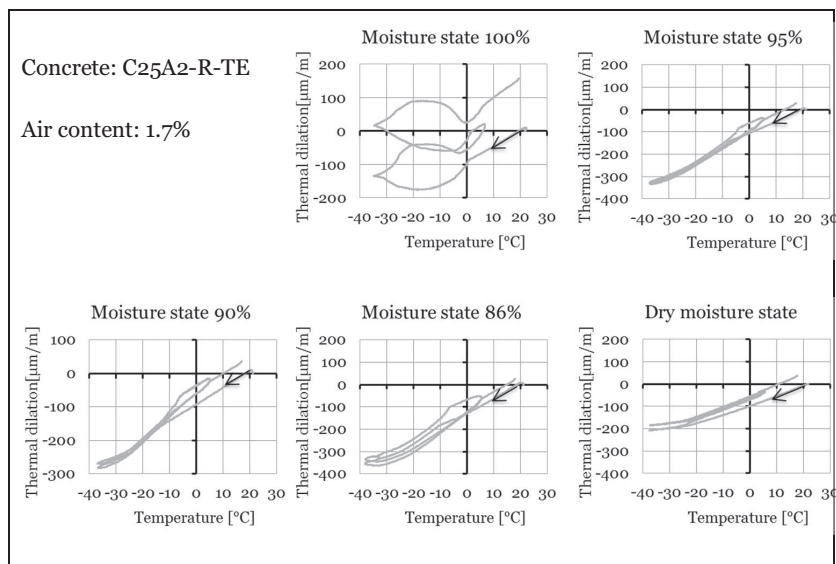 Concrete: C25A2-R-TE
Air content: 1.7%
Moisture state 100%
Thermal dilation[µm/m]
200
100
0
-100
-200
-40 -30 -20 -10 0 10 20 30
Temperature [°C]
Moisture state 95%
Thermal dilation[µm/m]
200
100
0
-100
-200
-300
-400
-40 -30 -20 -10 0 10 20 30
Temperature [°C]
Moisture state 90%
Thermal dilation[µm/m]
100
0
-100
-200
-300
-40 -30 -20 -10 0 10 20 30
Temperature [°C]
Moisture state 86%
Thermal dilation[µm/m]
200
100
0
-100
-200
-300
-400
-40 -30 -20 -10 0 10 20 30
Temperature [°C]
Dry moisture state
Thermal dilation[µm/m]
200
100
0
-100
-200
-300
-400
-40 -30 -20 -10 0 10 20 30
Temperature [°C]